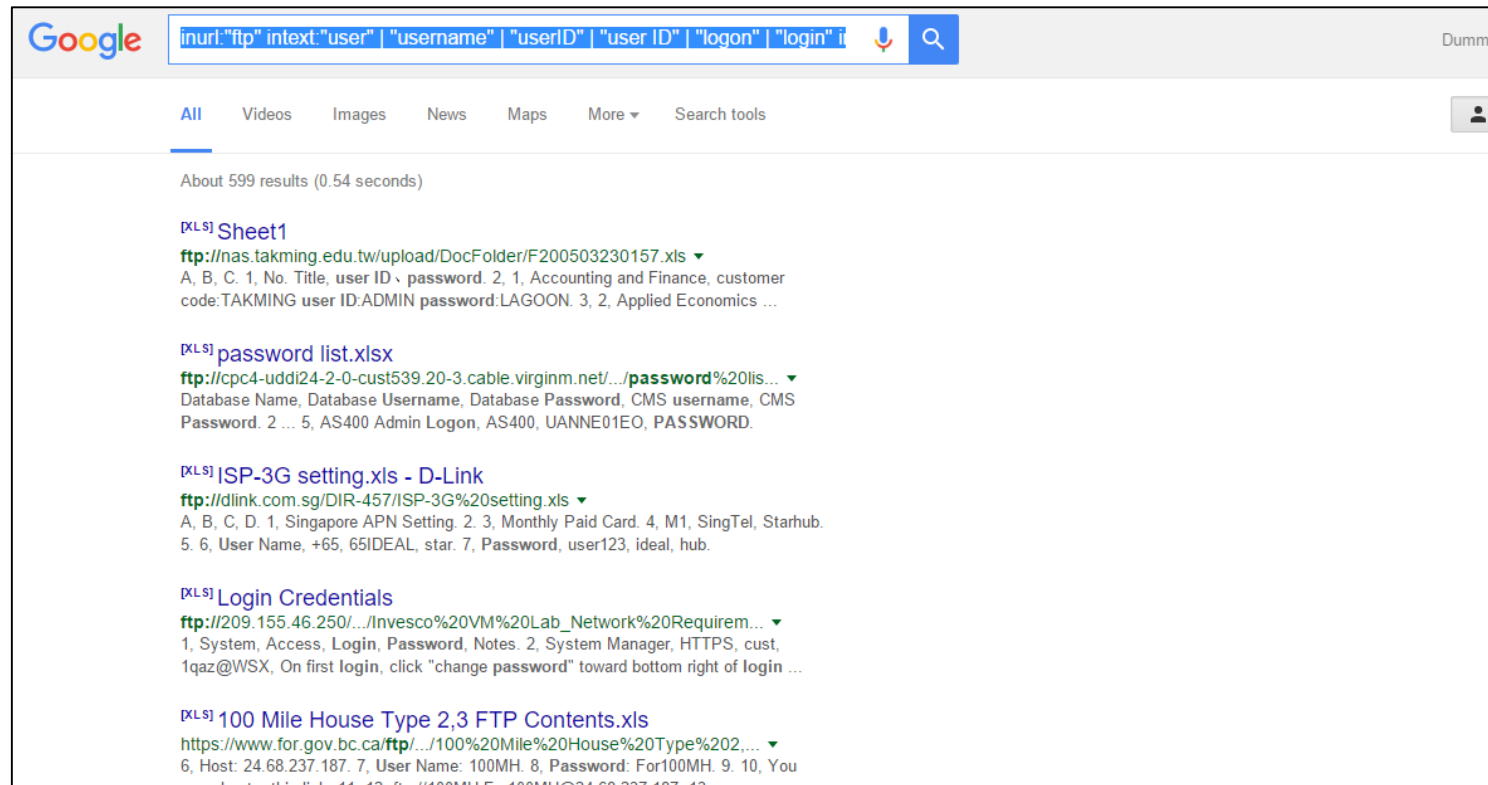 Google
inurl:"ftp" intext:"user" | "username" | "userID" | "user ID" | "logon" | "login"
Dumm
All Videos Images News Maps More Search tools
About 599 results (0.54 seconds)
[XLS] Sheet1
ftp://nas.takming.edu.tw/upload/DocFolder/F200503230157.xls
A, B, C. 1, No. Title, user ID、password. 2, 1, Accounting and Finance, customer
code:TAKMING user ID:ADMIN password:LAGOON. 3, 2, Applied Economics ...
[XLS] password list.xlsx
ftp://cpc4-uddi24-2-0-cust539.20-3.cable.virginm.net/.../password%20lis...
Database Name, Database Username, Database Password, CMS username, CMS
Password. 2 ... 5, AS400 Admin Logon, AS400, UANNE01EO, PASSWORD.
[XLS] ISP-3G setting.xls - D-Link
ftp://dlink.com.sg/DIR-457/ISP-3G%20setting.xls
A, B, C, D. 1, Singapore APN Setting. 2. 3, Monthly Paid Card. 4, M1, SingTel, Starhub.
5. 6, User Name, +65, 65IDEAL, star. 7, Password, user123, ideal, hub.
[XLS] Login Credentials
ftp://209.155.46.250/.../Invesco%20VM%20Lab_Network%20Requirem...
1, System, Access, Login, Password, Notes. 2, System Manager, HTTPS, cust,
1qaz@WSX, On first login, click "change password" toward bottom right of login ...
[XLS] 100 Mile House Type 2,3 FTP Contents.xls
https://www.for.gov.bc.ca/ftp/.../100%20Mile%20House%20Type%202,...
6, Host: 24.68.237.187. 7, User Name: 100MH. 8, Password: For100MH. 9. 10, You